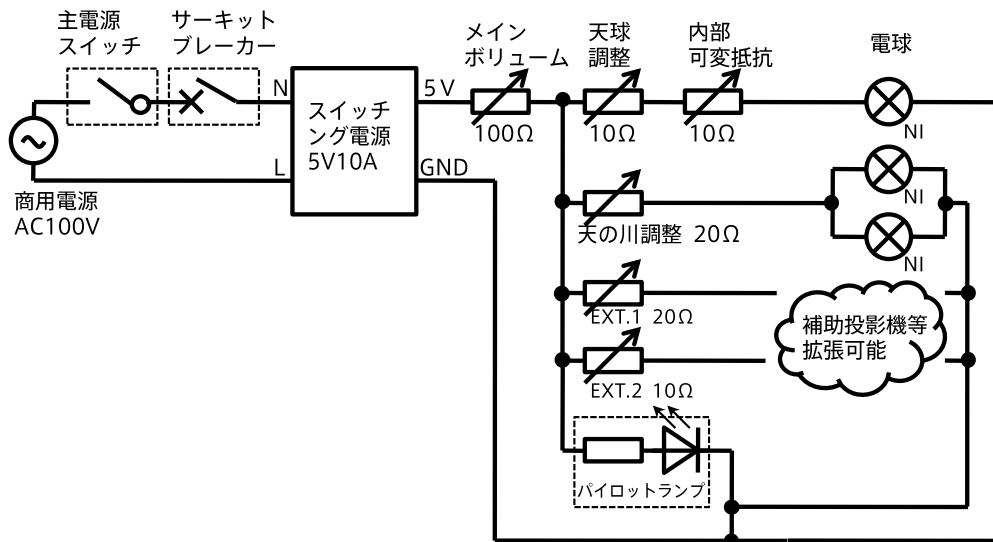 主電源
スイッチ
サーキット
ブレーカー
N
L
スイッチ
ング電源
5V10A
5V
GND
商用電源
AC100V
メイン
ボリューム
100Ω
天球
調整
10Ω
内部
可変抵抗
10Ω
電球
NI
NI
NI
天の川調整 20Ω
EXT.1 20Ω
EXT.2 10Ω
補助投影機等
拡張可能
パイロットランプ